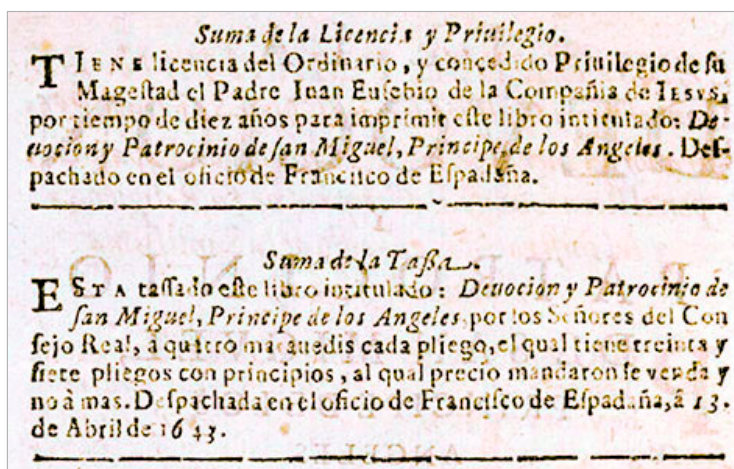 Suma de la Licencia y Priuilegio.
TIENE licencia del Ordinario, y concedido Priuilegio de ſu
Mageſtad el Padre Iuan Euſebio de la Compañia de IESVS,
por tiempo de diez años para imprimir eſte libro intitulado: De-
uocion y Patrocinio de ſan Miguel, Principe de los Angeles. Deſ-
pachado en el oficio de Franciſco de Eſpadaña.
Suma de la Taſſa.
ESTA taſſado eſte libro intitulado: Deuocion y Patrocinio de
ſan Miguel, Principe de los Angeles, por los Señores del Con
ſejo Real, à quatro marauedis cada pliego, el qual tiene treinta y
ſiete pliegos con principios, al qual precio mandaron ſe venda y
no à mas. Deſpachada en el oficio de Franciſco de Eſpadaña, à 13.
de Abril de 1643.